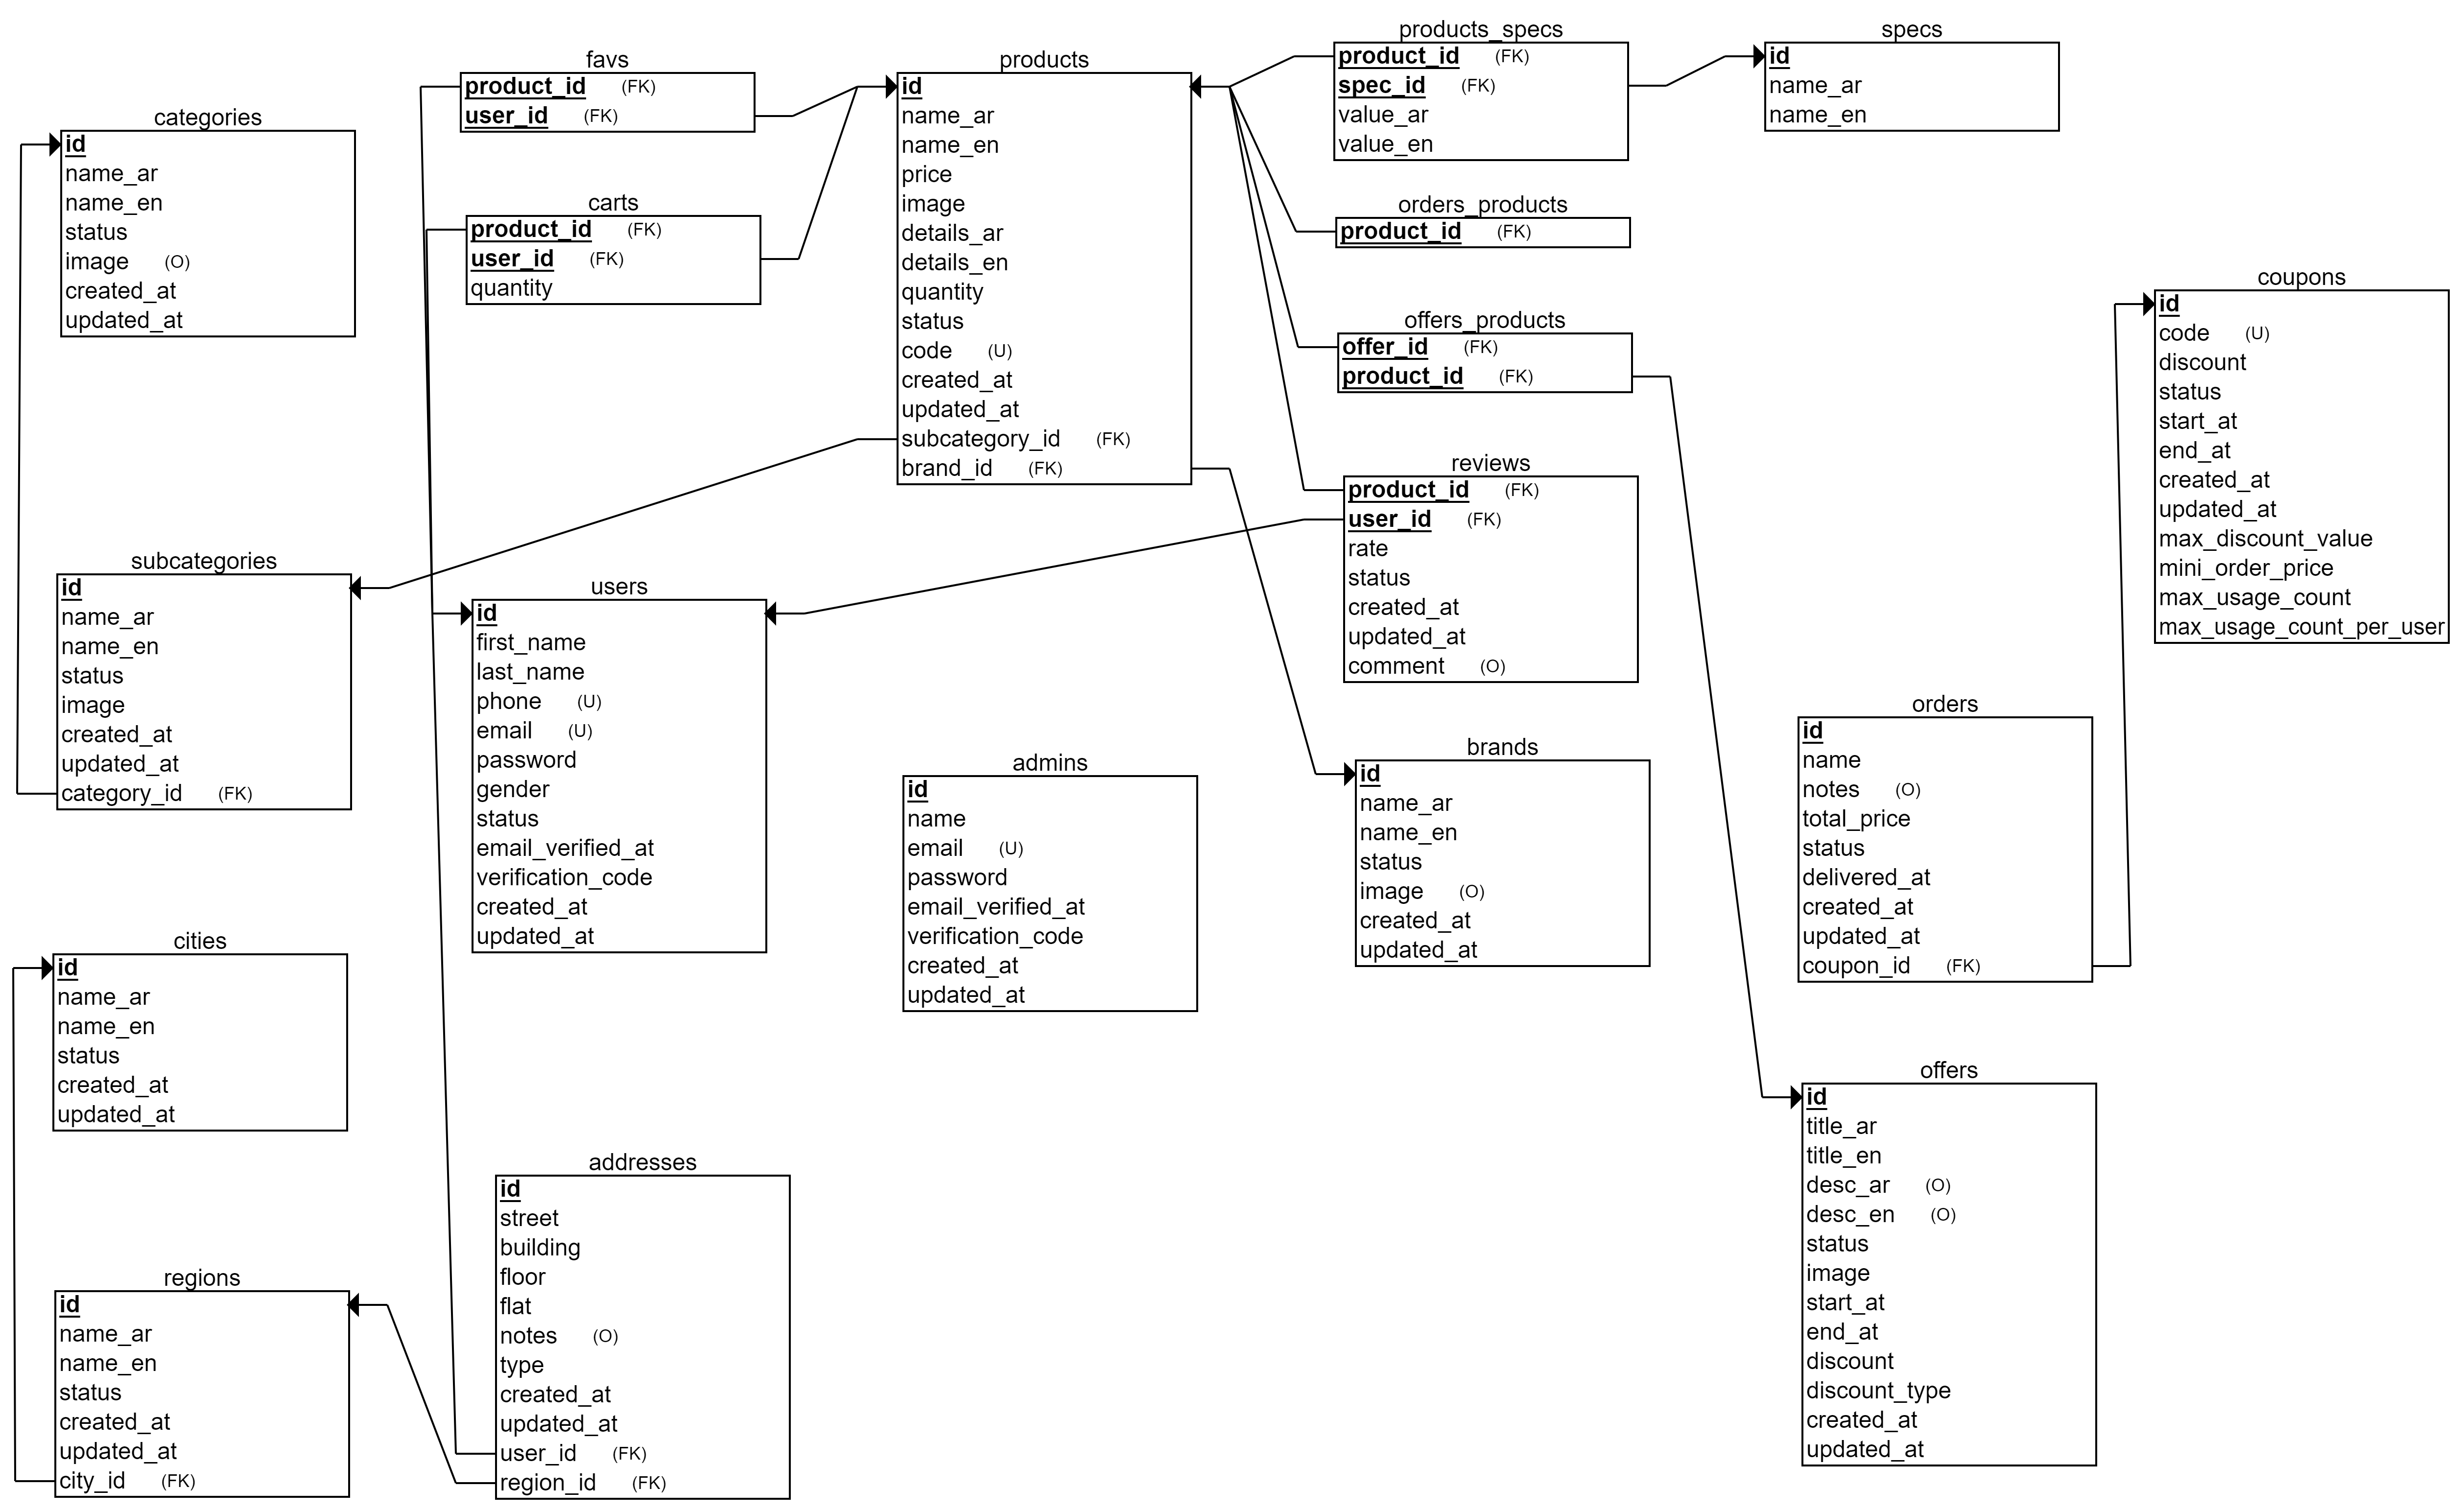 categories
id
name_ar
name_en
status
image (O)
created_at
updated_at
subcategories
id
name_ar
name_en
status
image
created_at
updated_at
category_id (FK)
cities
id
name_ar
name_en
status
created_at
updated_at
regions
id
name_ar
name_en
status
created_at
updated_at
city_id (FK)
favs
product_id (FK)
user_id (FK)
carts
product_id (FK)
user_id (FK)
quantity
users
id
first_name
last_name
phone (U)
email (U)
password
gender
status
email_verified_at
verification_code
created_at
updated_at
addresses
id
street
building
floor
flat
notes (O)
type
created_at
updated_at
user_id (FK)
region_id (FK)
products
id
name_ar
name_en
price
image
details_ar
details_en
quantity
status
code (U)
created_at
updated_at
subcategory_id (FK)
brand_id (FK)
admins
id
name
email (U)
password
email_verified_at
verification_code
created_at
updated_at
products_specs
product_id (FK)
spec_id (FK)
value_ar
value_en
orders_products
product_id (FK)
offers_products
offer_id (FK)
product_id (FK)
reviews
product_id (FK)
user_id (FK)
rate
status
created_at
updated_at
comment (O)
brands
id
name_ar
name_en
status
image (O)
created_at
updated_at
specs
id
name_ar
name_en
orders
id
name
notes (O)
total_price
status
delivered_at
created_at
updated_at
coupon_id (FK)
offers
id
title_ar
title_en
desc_ar (O)
desc_en (O)
status
image
start_at
end_at
discount
discount_type
created_at
updated_at
coupons
id
code (U)
discount
status
start_at
end_at
created_at
updated_at
max_discount_value
mini_order_price
max_usage_count
max_usage_count_per_user